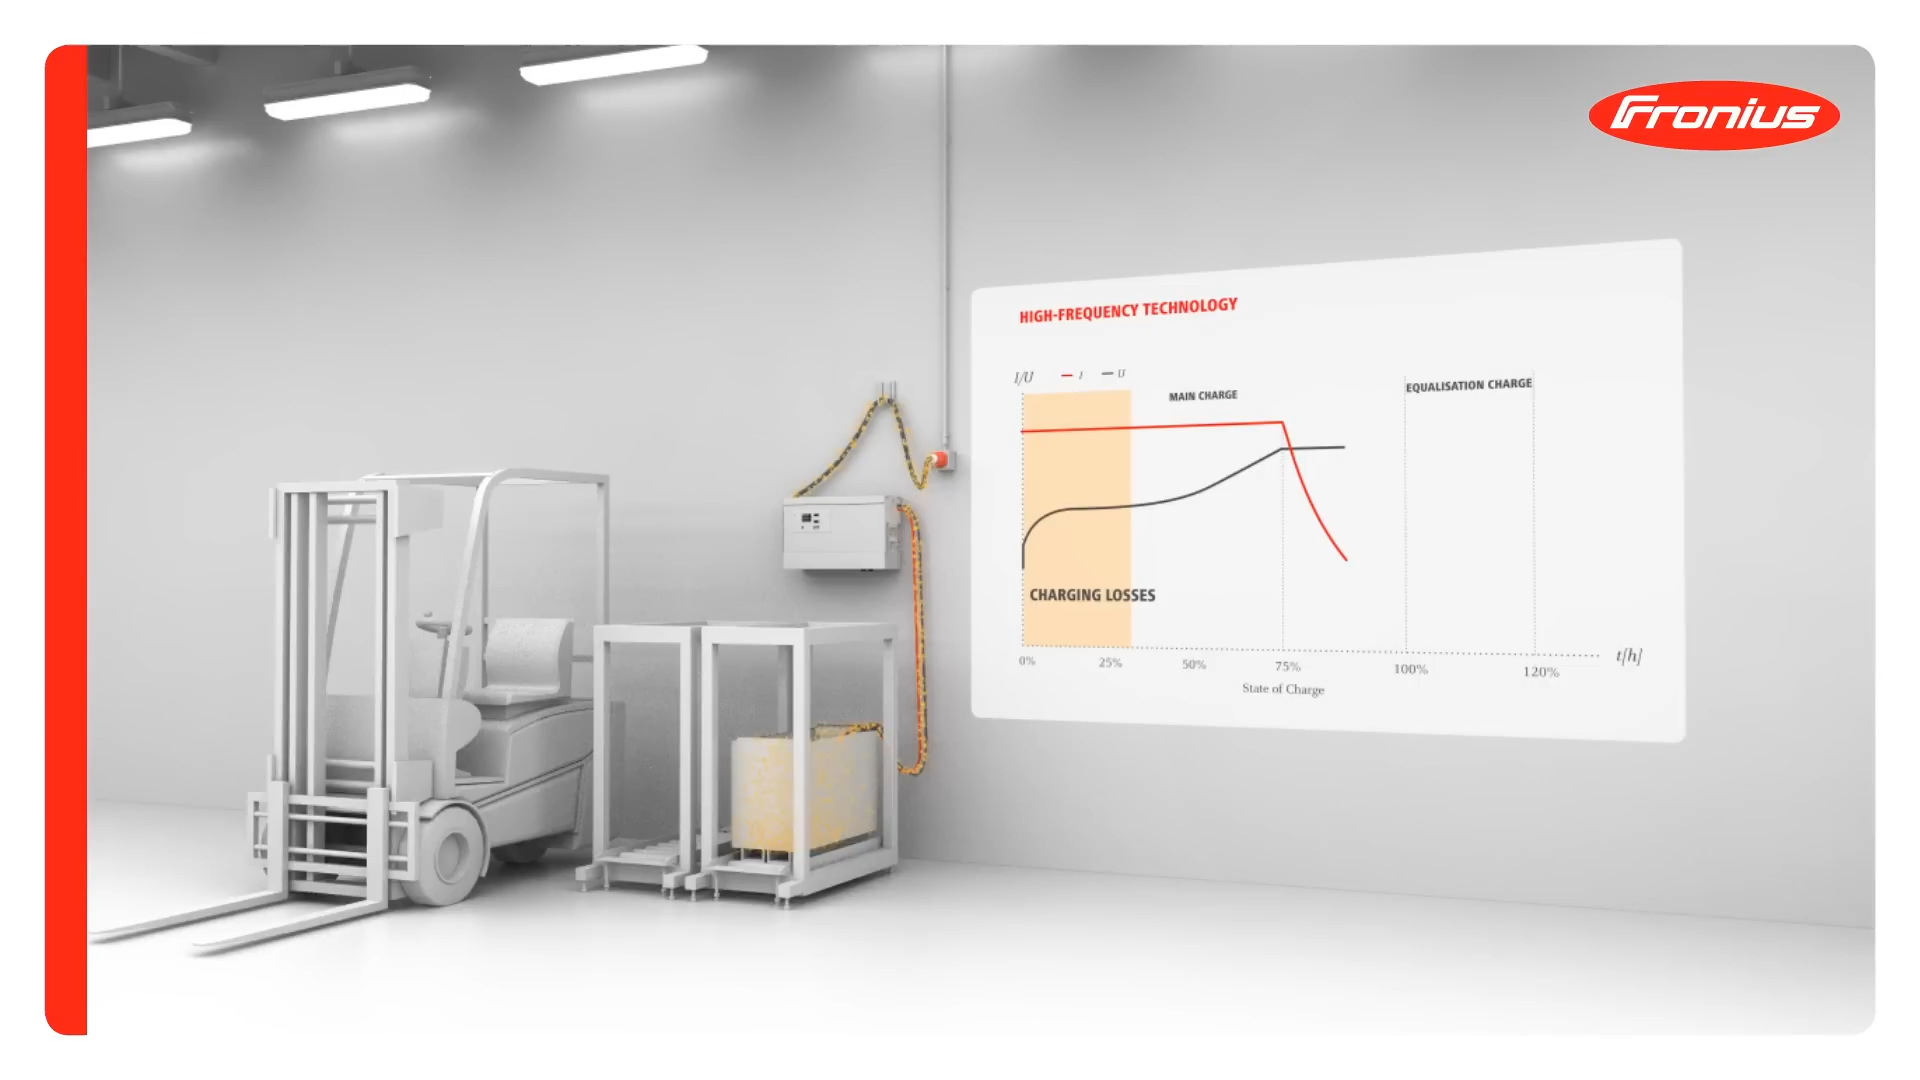 Fronius
HIGH-FREQUENCY TECHNOLOGY
I/U
I
U
MAIN CHARGE
EQUALISATION CHARGE
CHARGING LOSSES
0%
25%
50%
75%
100%
120%
t[h]
State of Charge